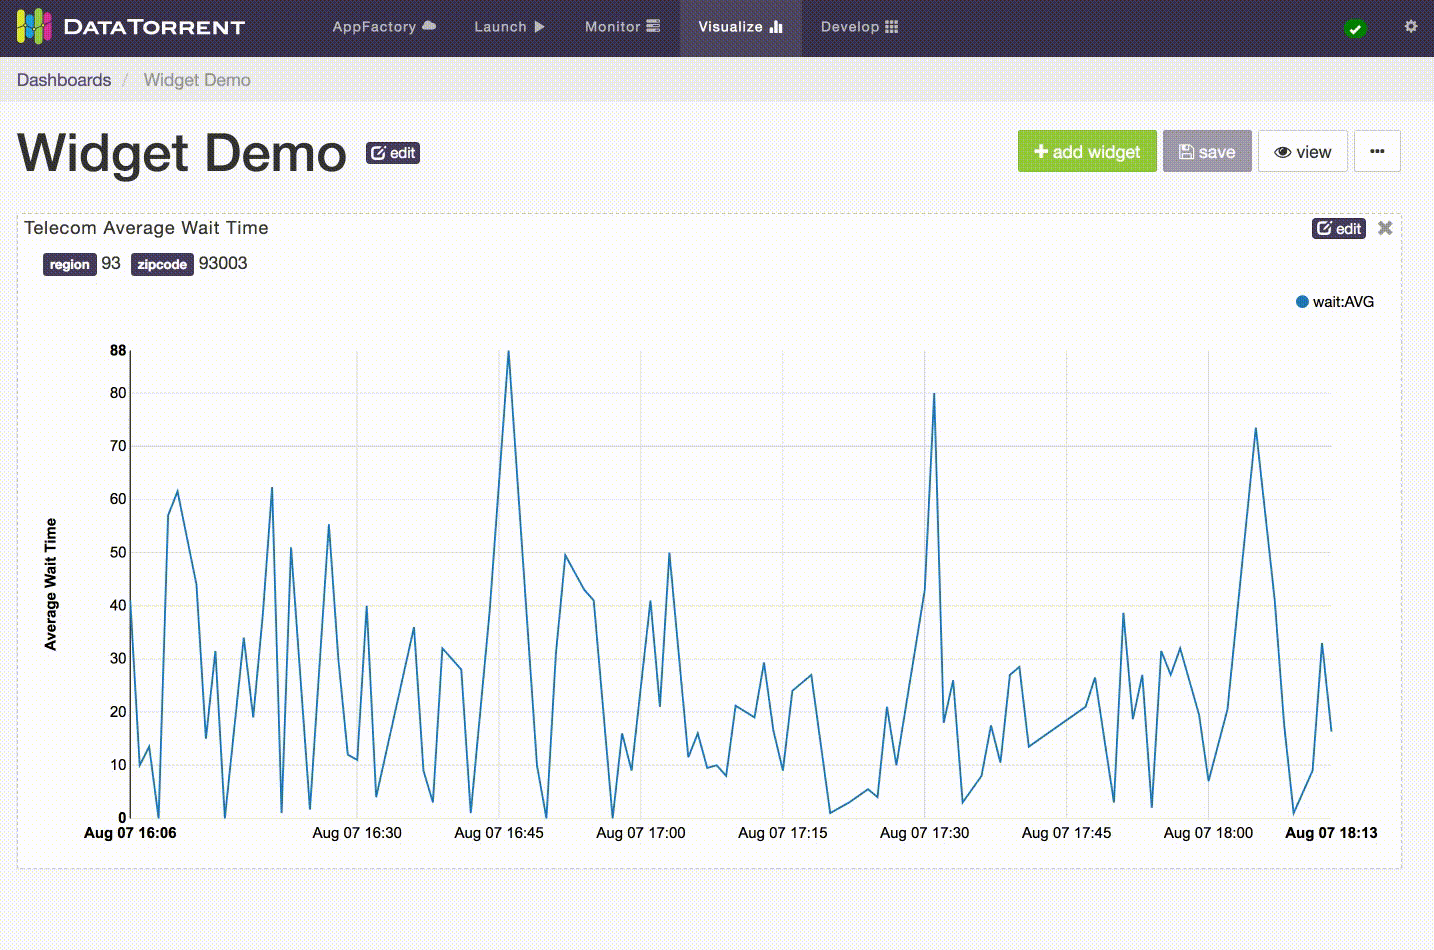 DATATORRENT AppFactory Launch Monitor Visualize Develop
Dashboards / Widget Demo
Widget Demo edit + add widget save view ...
Telecom Average Wait Time edit
region 93 zipcode 93003
wait:AVG
88
80
70
60
50
40
30
20
10
0
Average Wait Time
Aug 07 16:06 Aug 07 16:30 Aug 07 16:45 Aug 07 17:00 Aug 07 17:15 Aug 07 17:30 Aug 07 17:45 Aug 07 18:00 Aug 07 18:13